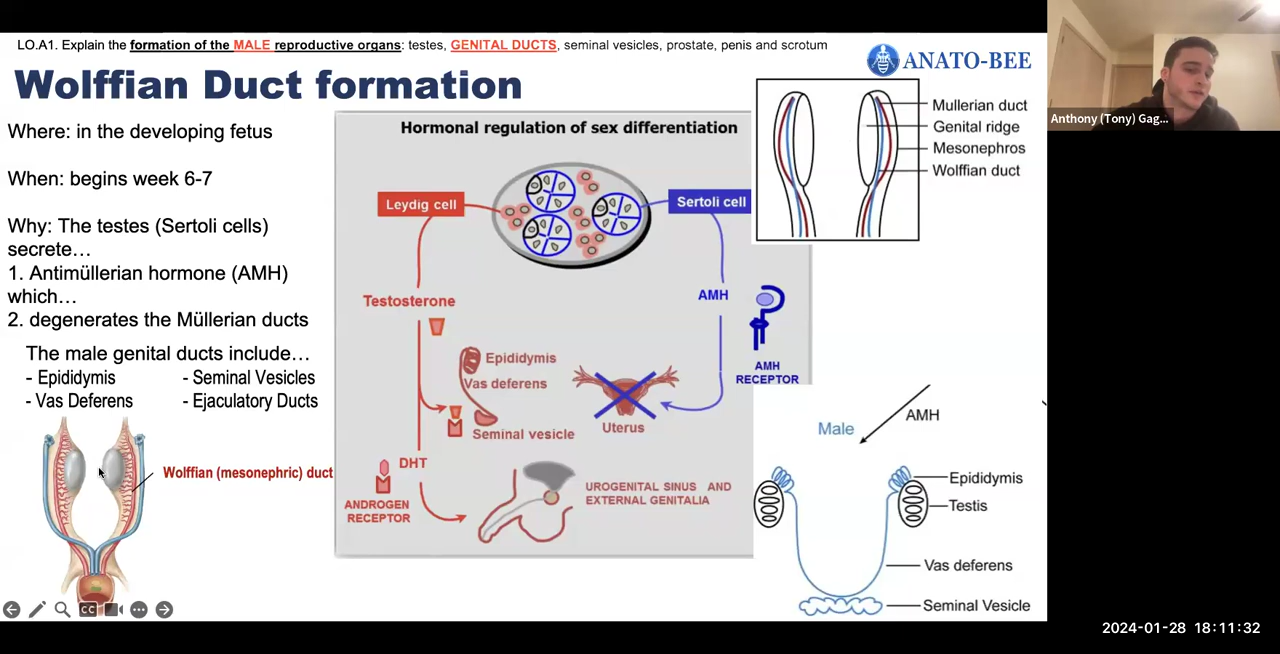 LO.A1. Explain the formation of the MALE reproductive organs: testes, GENITAL DUCTS, seminal vesicles, prostate, penis and scrotum
ANATO-BEE
Wolffian Duct formation
Where: in the developing fetus
When: begins week 6-7
Why: The testes (Sertoli cells)
secrete…
1. Antimüllerian hormone (AMH)
which…
2. degenerates the Müllerian ducts
The male genital ducts include…
- Epididymis
- Seminal Vesicles
- Vas Deferens
- Ejaculatory Ducts
Wolffian (mesonephric) duct
CC
Hormonal regulation of sex differentiation
Leydig cell
Sertoli cell
Testosterone
AMH
Epididymis
Vas deferens
Seminal vesicle
Uterus
AMH
RECEPTOR
DHT
ANDROGEN
RECEPTOR
UROGENITAL SINUS AND
EXTERNAL GENITALIA
Mullerian duct
Genital ridge
Mesonephros
Wolffian duct
Male
AMH
Epididymis
Testis
Vas deferens
Seminal Vesicle
Anthony (Tony) Gag...
2024-01-28 18:11:32